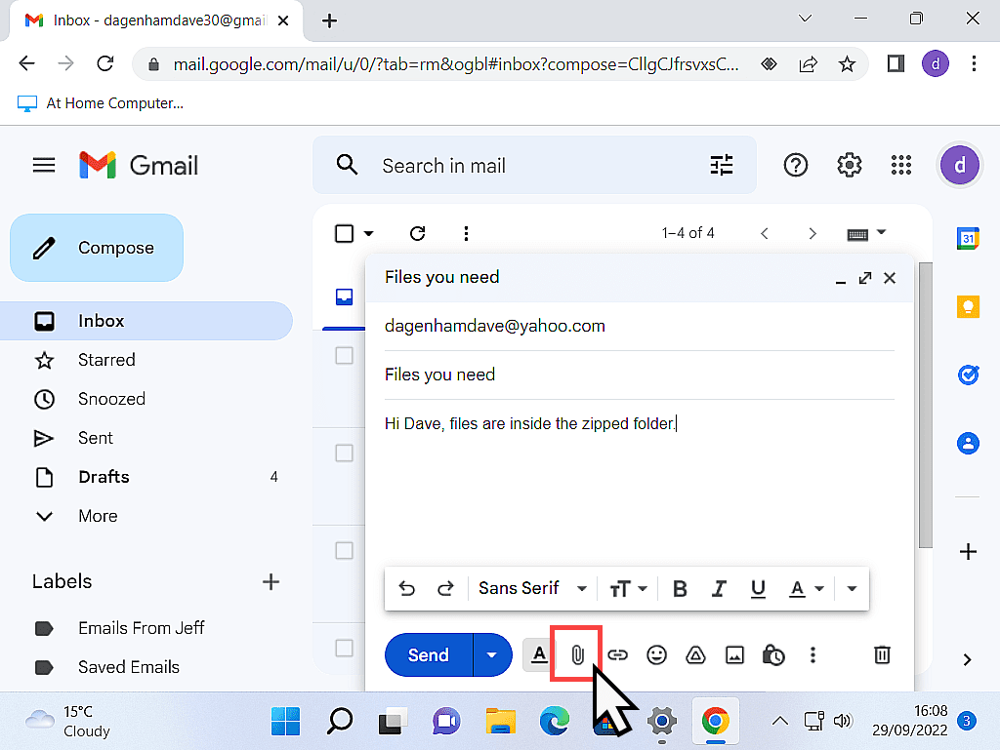 Inbox - dagenhamdave30@gmai
mail.google.com/mail/u/0/?tab=rm&ogbl#inbox?compose=CllgCJfrsvxsC...
d
At Home Computer...
Gmail
Search in mail
d
Compose
1–4 of 4
31
Files you need
Inbox
dagenhamdave@yahoo.com
Starred
Files you need
Snoozed
Hi Dave, files are inside the zipped folder.
Sent
Drafts
4
More
Labels
Sans Serif
B I U A
Emails From Jeff
Send
A
Saved Emails
15°C
Cloudy
16:08
29/09/2022
3